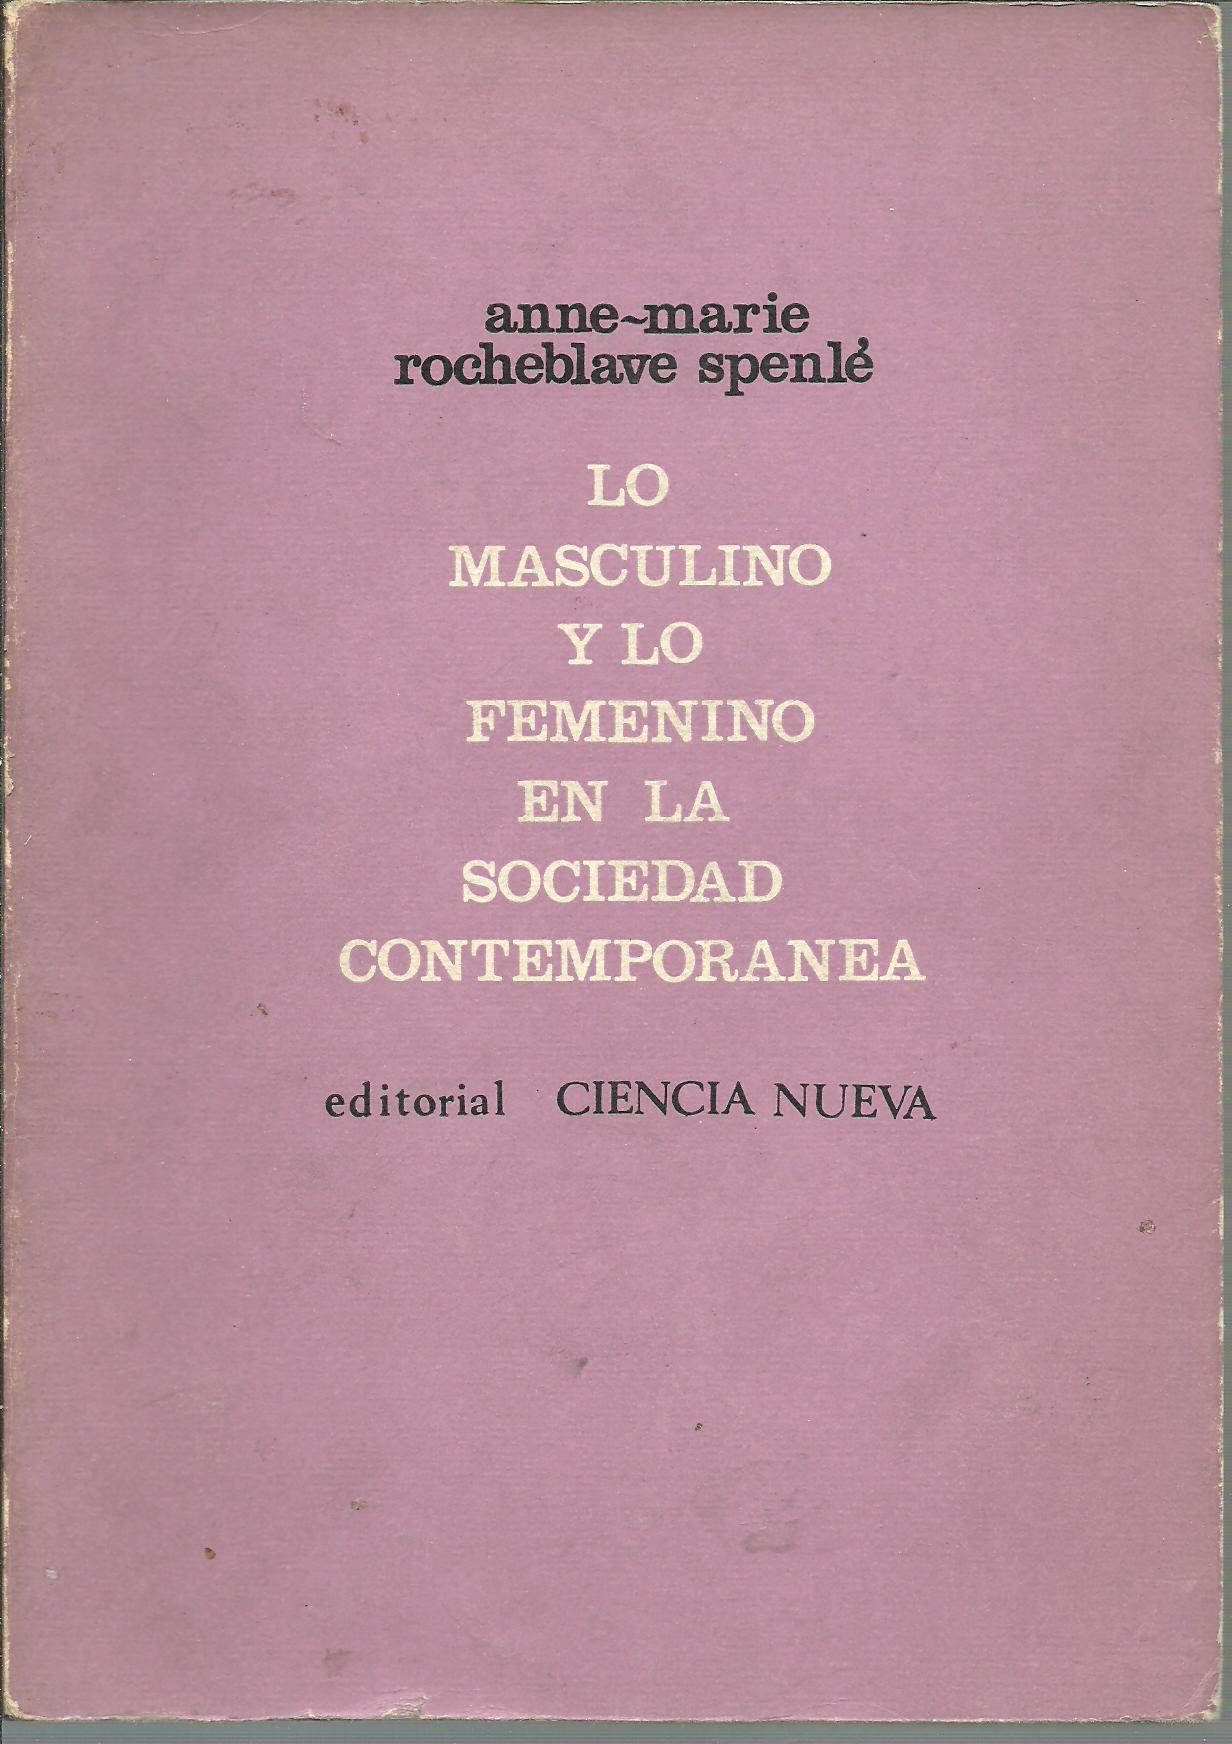 anne~marie
rocheblave spenlé
LO
MASCULINO
Y LO
FEMENINO
EN LA
SOCIEDAD
CONTEMPORANEA
editorial CIENCIA NUEVA